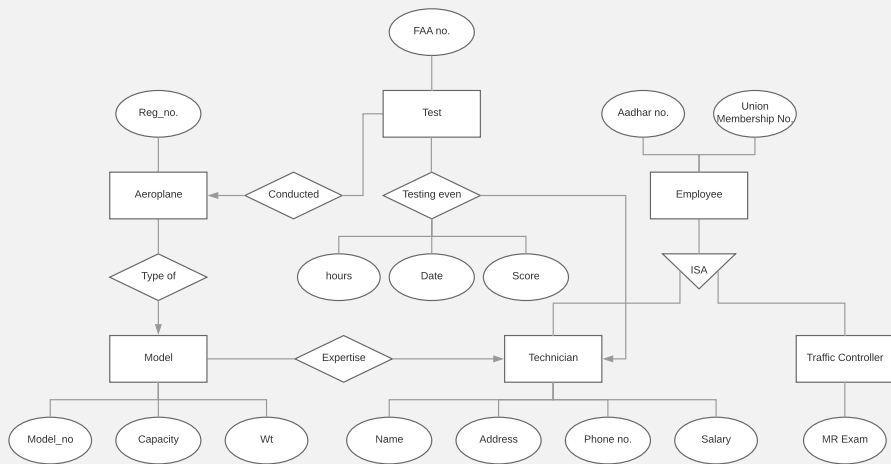 FAA no.
Reg_no.
Test
Aadhar no.
Union
Membership No.
Aeroplane
Conducted
Testing even
Employee
Type of
hours
Date
Score
ISA
Model
Expertise
Technician
Traffic Controller
Model_no
Capacity
Wt
Name
Address
Phone no.
Salary
MR Exam